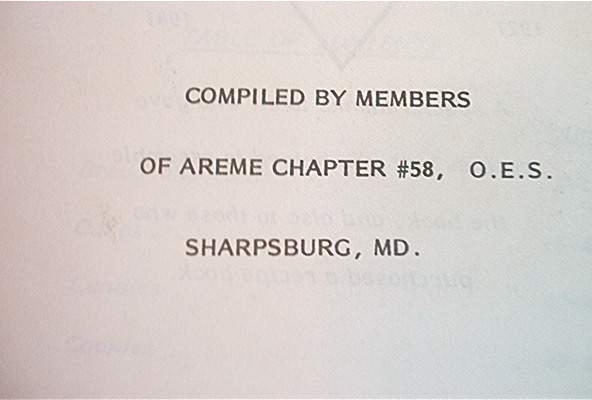 COMPILED BY MEMBERS
OF AREME CHAPTER #58, O.E.S.
SHARPSBURG, MD.